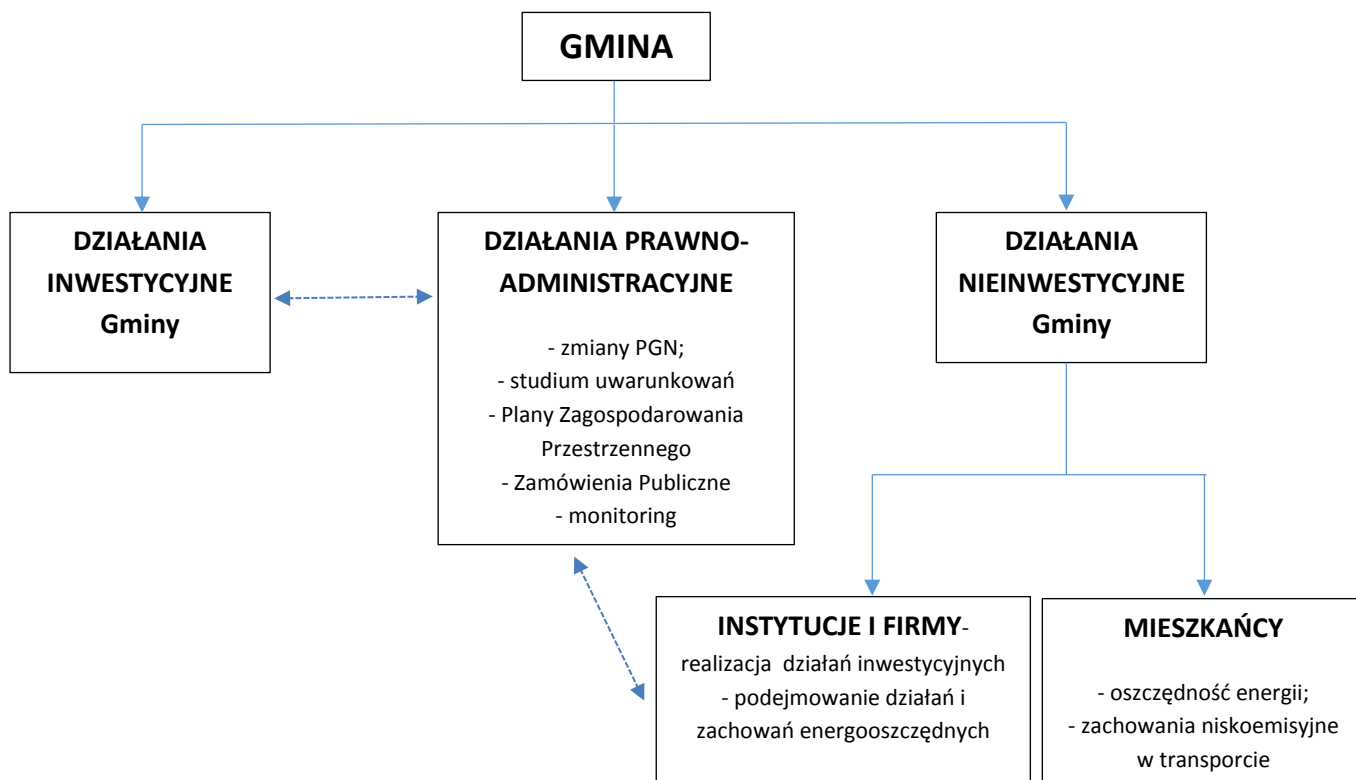 GMINA
DZIAŁANIA
INWESTYCYJNE
Gminy
DZIAŁANIA PRAWNO-
ADMINISTRACYJNE
- zmiany PGN;
- studium uwarunkowań
- Plany Zagospodarowania
Przestrzennego
- Zamówienia Publiczne
- monitoring
DZIAŁANIA
NIEINWESTYCYJNE
Gminy
INSTYTUCJE I FIRMY-
realizacja działań inwestycyjnych
- podejmowanie działań i
zachowań energooszczędnych
MIESZKAŃCY
- oszczędność energii;
- zachowania niskoemisyjne
w transporcie